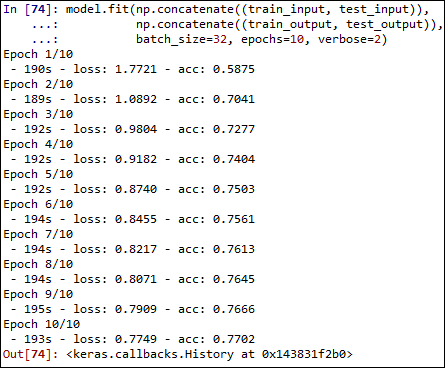 In [74]: model.fit(np.concatenate((train_input, test_input)),
...: np.concatenate((train_output, test_output)),
...: batch_size=32, epochs=10, verbose=2)
Epoch 1/10
- 190s - loss: 1.7721 - acc: 0.5875
Epoch 2/10
- 189s - loss: 1.0892 - acc: 0.7041
Epoch 3/10
- 192s - loss: 0.9804 - acc: 0.7277
Epoch 4/10
- 192s - loss: 0.9182 - acc: 0.7404
Epoch 5/10
- 192s - loss: 0.8740 - acc: 0.7503
Epoch 6/10
- 194s - loss: 0.8455 - acc: 0.7561
Epoch 7/10
- 194s - loss: 0.8217 - acc: 0.7613
Epoch 8/10
- 194s - loss: 0.8071 - acc: 0.7645
Epoch 9/10
- 195s - loss: 0.7909 - acc: 0.7666
Epoch 10/10
- 193s - loss: 0.7749 - acc: 0.7702
Out[74]: <keras.callbacks.History at 0x143831f2b0>